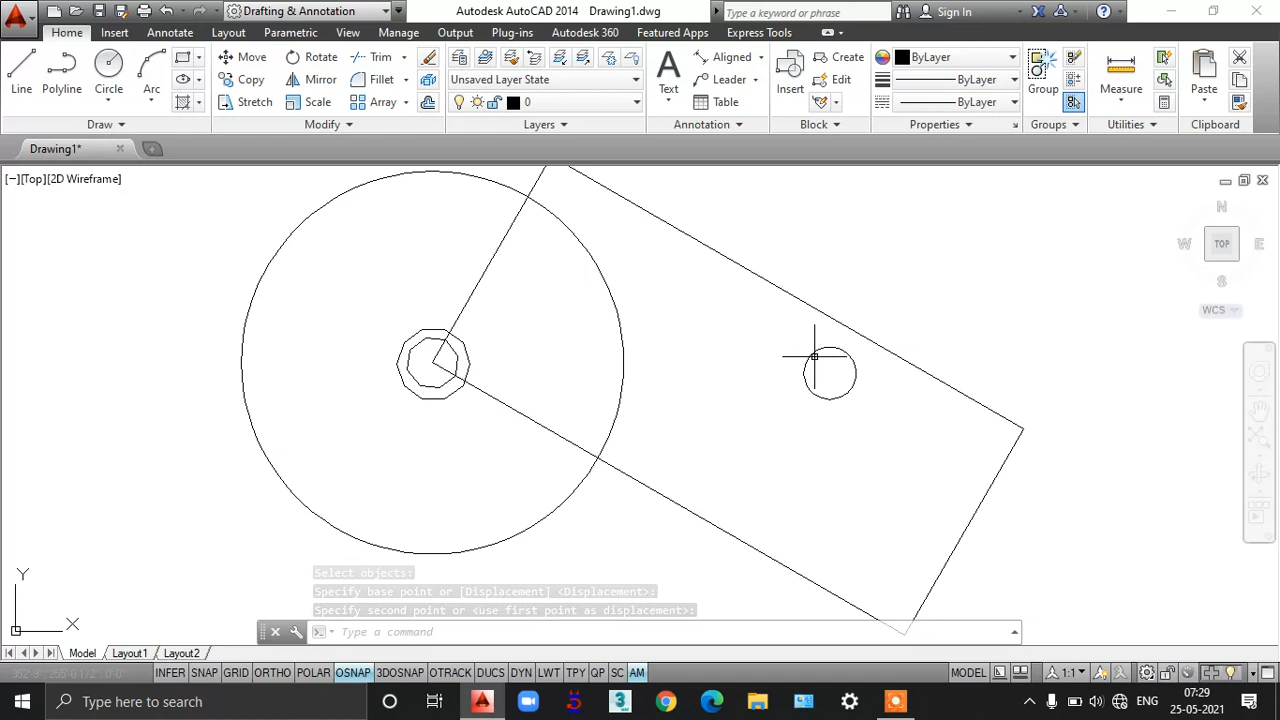 Drafting & Annotation
Autodesk AutoCAD 2014 Drawing1.dwg
Type a keyword or phrase
Sign In
Home Insert Annotate Layout Parametric View Manage Output Plug-ins Autodesk 360 Featured Apps Express Tools
Line Polyline Circle Arc
Move Rotate Trim
Copy Mirror Fillet
Stretch Scale Array
Unsaved Layer State
0
Text
Aligned
Leader
Table
Insert
Create
Edit
ByLayer
ByLayer
ByLayer
Group
Measure
Paste
Draw Modify Layers Annotation Block Properties Groups Utilities Clipboard
Drawing1*
[−][Top][2D Wireframe]
N
W TOP E
S
WCS
Select objects:
Specify base point or [Displacement] <Displacement>:
Specify second point or <use first point as displacement>:
Y
X
Type a command
Model Layout1 Layout2
INFER SNAP GRID ORTHO POLAR OSNAP 3DOSNAP OTRACK DUCS DYN LWT TPY QP SC AM
MODEL
1:1
Type here to search
ENG
07:29
25-05-2021